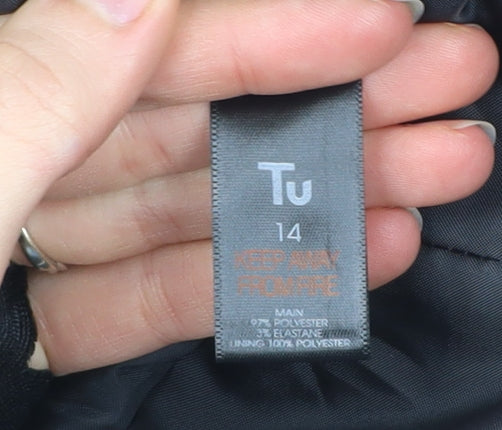 Tu
14
KEEP AWAY
FROM FIRE
MAIN
97% POLYESTER
3% ELASTANE
LINING 100% POLYESTER